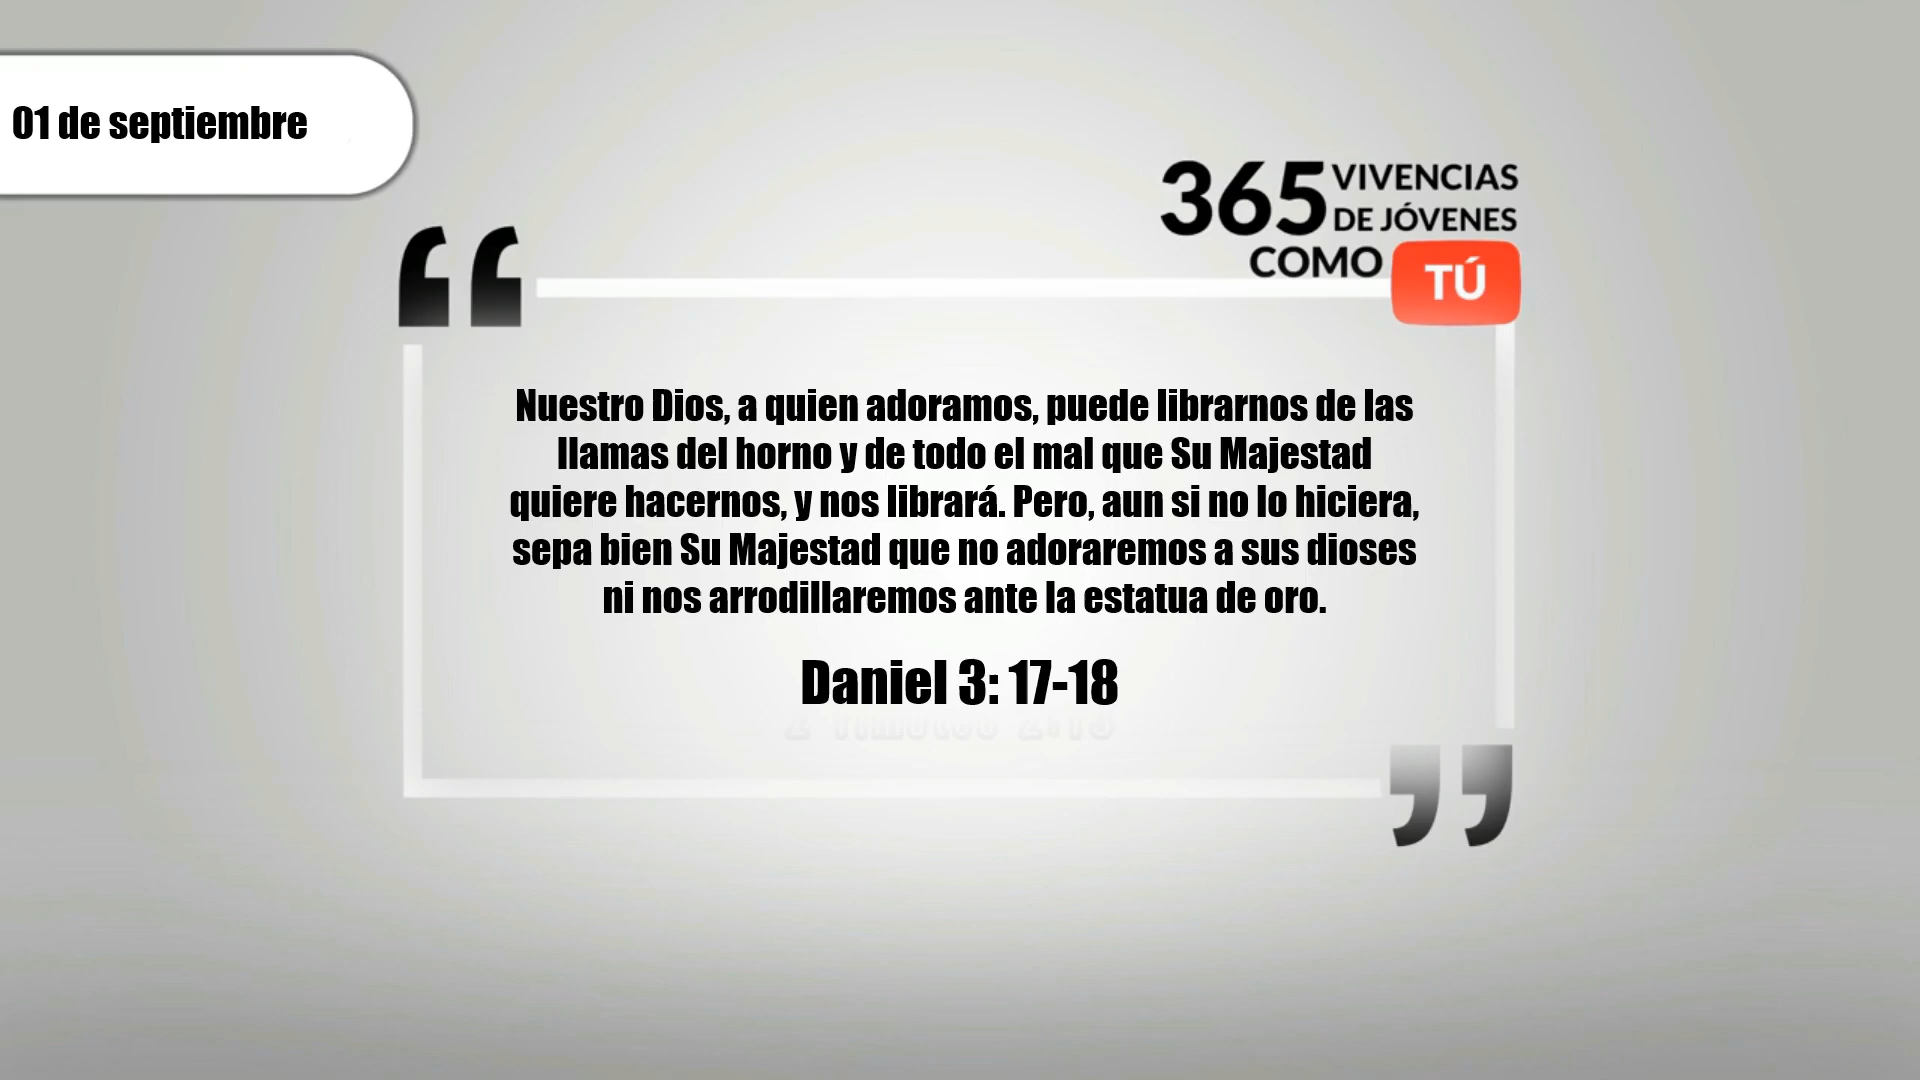 01 de septiembre
365 VIVENCIAS
DE JÓVENES
COMO TÚ
Nuestro Dios, a quien adoramos, puede librarnos de las
llamas del horno y de todo el mal que Su Majestad
quiere hacernos, y nos librará. Pero, aun si no lo hiciera,
sepa bien Su Majestad que no adoraremos a sus dioses
ni nos arrodillaremos ante la estatua de oro.
Daniel 3: 17-18